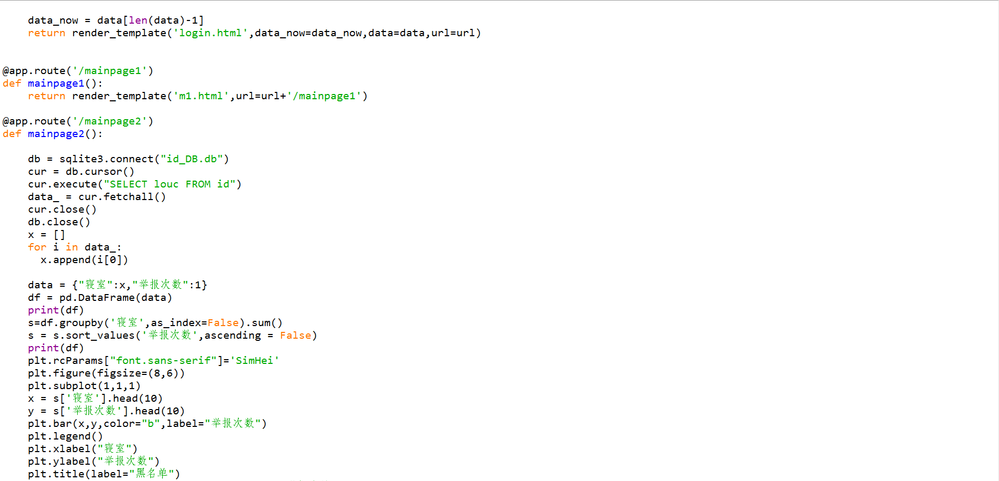 data_now = data[len(data)-1]
    return render_template('login.html',data_now=data_now,data=data,url=url)
@app.route('/mainpage1')
def mainpage1():
    return render_template('m1.html',url=url+'/mainpage1')
@app.route('/mainpage2')
def mainpage2():
    db = sqlite3.connect("id_DB.db")
    cur = db.cursor()
    cur.execute("SELECT louc FROM id")
    data_ = cur.fetchall()
    cur.close()
    db.close()
    x = []
    for i in data_:
      x.append(i[0])
    data = {"寝室":x,"举报次数":1}
    df = pd.DataFrame(data)
    print(df)
    s=df.groupby('寝室',as_index=False).sum()
    s = s.sort_values('举报次数',ascending = False)
    print(df)
    plt.rcParams["font.sans-serif"]='SimHei'
    plt.figure(figsize=(8,6))
    plt.subplot(1,1,1)
    x = s['寝室'].head(10)
    y = s['举报次数'].head(10)
    plt.bar(x,y,color="b",label="举报次数")
    plt.legend()
    plt.xlabel("寝室")
    plt.ylabel("举报次数")
    plt.title(label="黑名单")